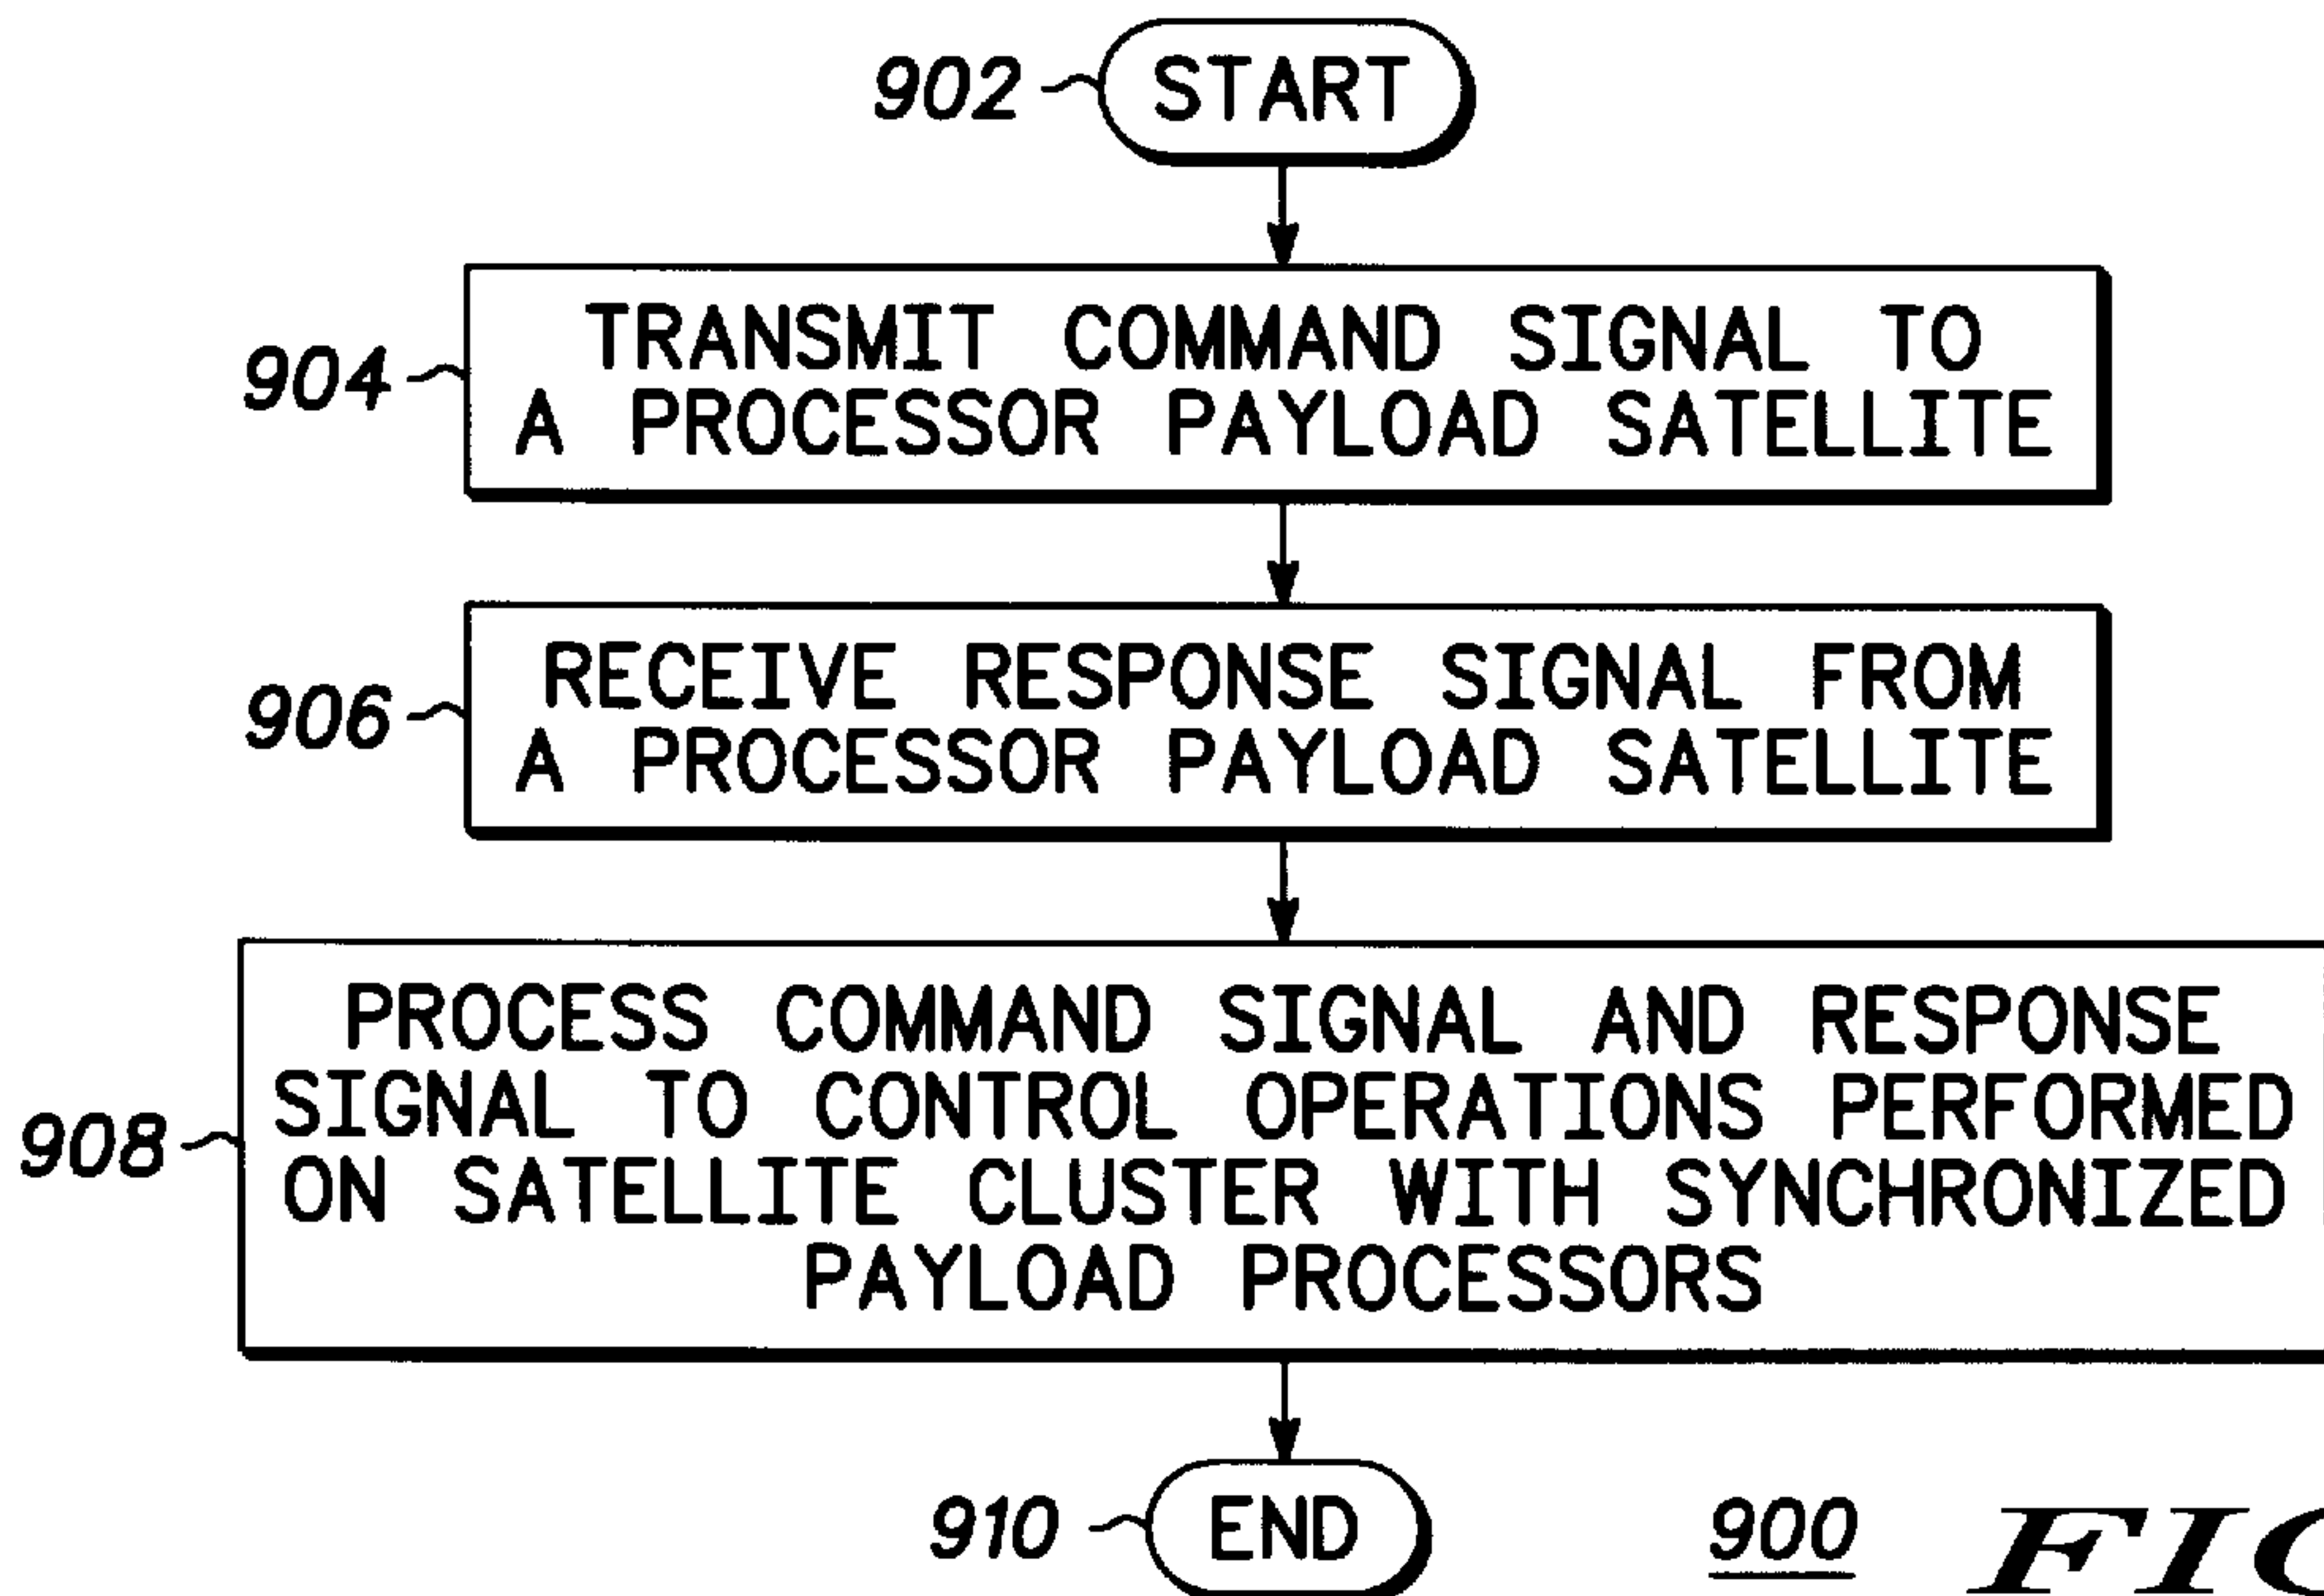 902 START
TRANSMIT COMMAND SIGNAL TO
904
A PROCESSOR PAYLOAD SATELLITE
RECEIVE RESPONSE SIGNAL FROM
906
A PROCESSOR PAYLOAD SATELLITE
PROCESS COMMAND SIGNAL AND RESPONSE
SIGNAL TO CONTROL OPERATIONS PERFORMED
908
ON SATELLITE CLUSTER WITH SYNCHRONIZED
PAYLOAD PROCESSORS
910 END
900